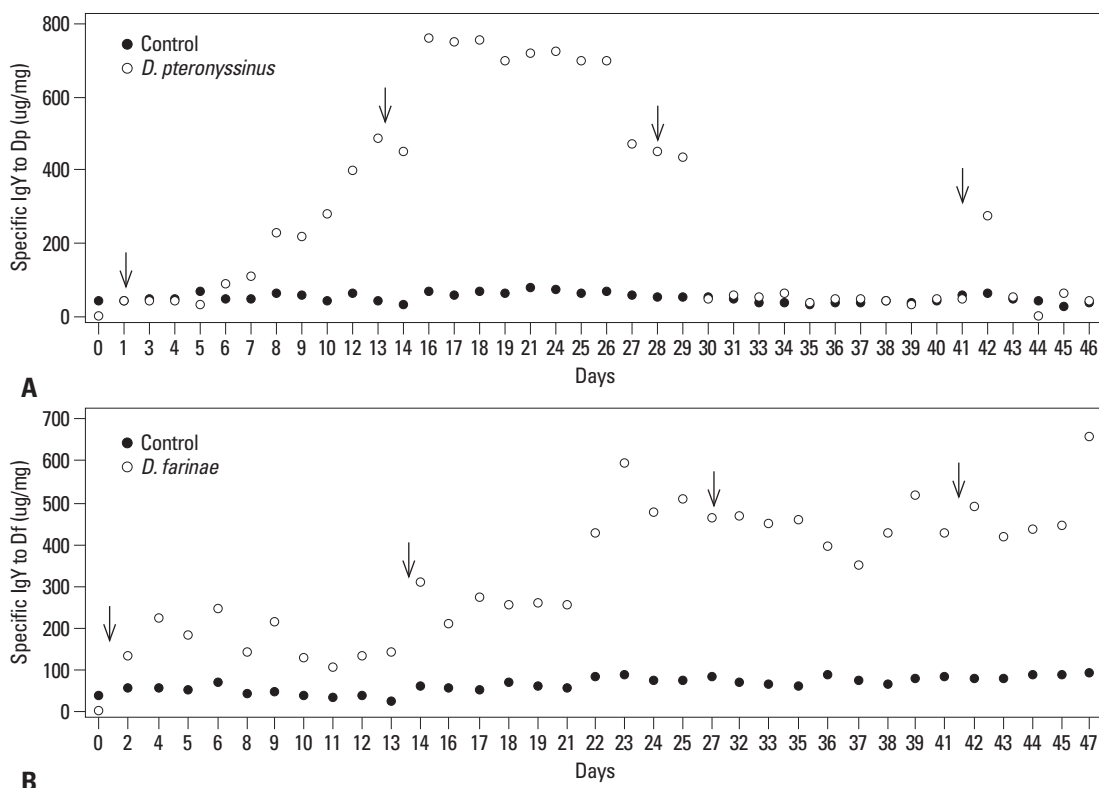 800
600
400
200
0
Specific IgY to Dp (ug/mg)
Control
D. pteronyssinus
0 1 3 4 5 6 7 8 9 10 12 13 14 16 17 18 19 21 24 25 26 27 28 29 30 31 33 34 35 36 37 38 39 40 41 42 43 44 45 46
Days
A
700
600
500
400
300
200
100
0
Specific IgY to Df (ug/mg)
Control
D. farinae
0 2 4 5 6 8 9 10 11 12 13 14 16 17 18 19 21 22 23 24 25 27 32 33 35 36 37 38 39 41 42 43 44 45 47
Days
B